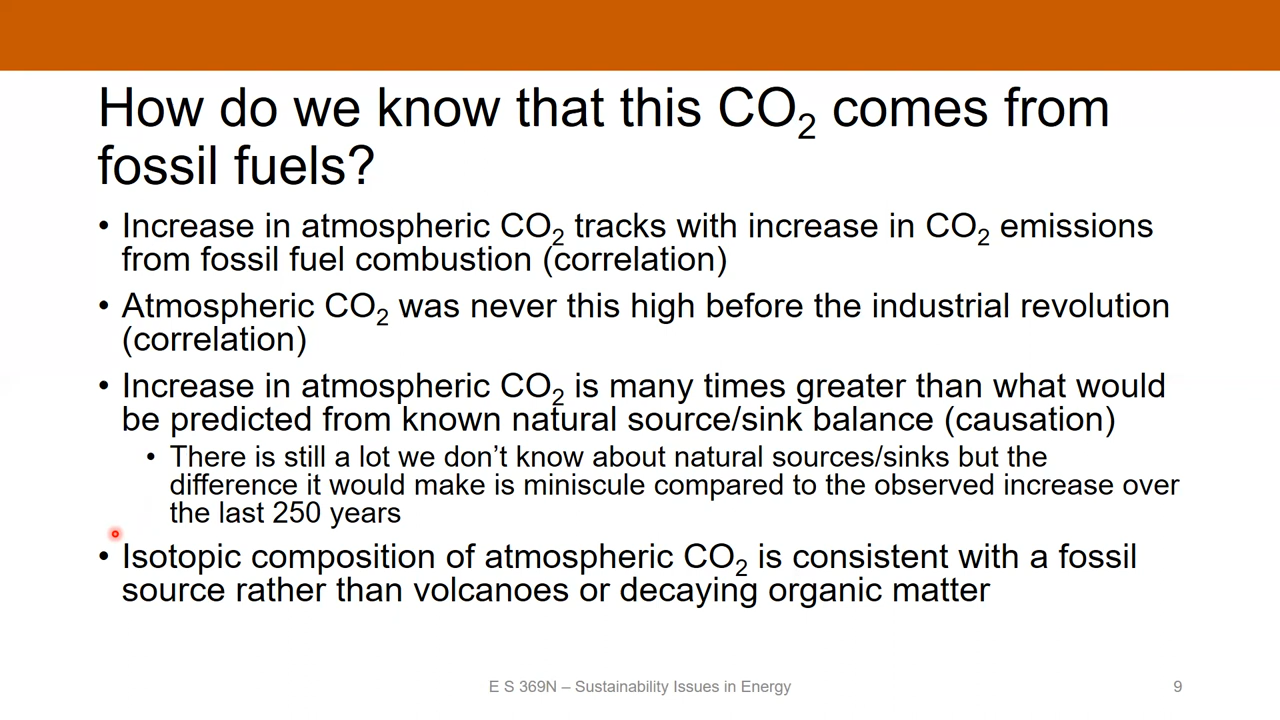 How do we know that this CO₂ comes from
fossil fuels?
• Increase in atmospheric CO₂ tracks with increase in CO₂ emissions
from fossil fuel combustion (correlation)
• Atmospheric CO₂ was never this high before the industrial revolution
(correlation)
• Increase in atmospheric CO₂ is many times greater than what would
be predicted from known natural source/sink balance (causation)
• There is still a lot we don’t know about natural sources/sinks but the
difference it would make is miniscule compared to the observed increase over
the last 250 years
• Isotopic composition of atmospheric CO₂ is consistent with a fossil
source rather than volcanoes or decaying organic matter
E S 369N – Sustainability Issues in Energy
9